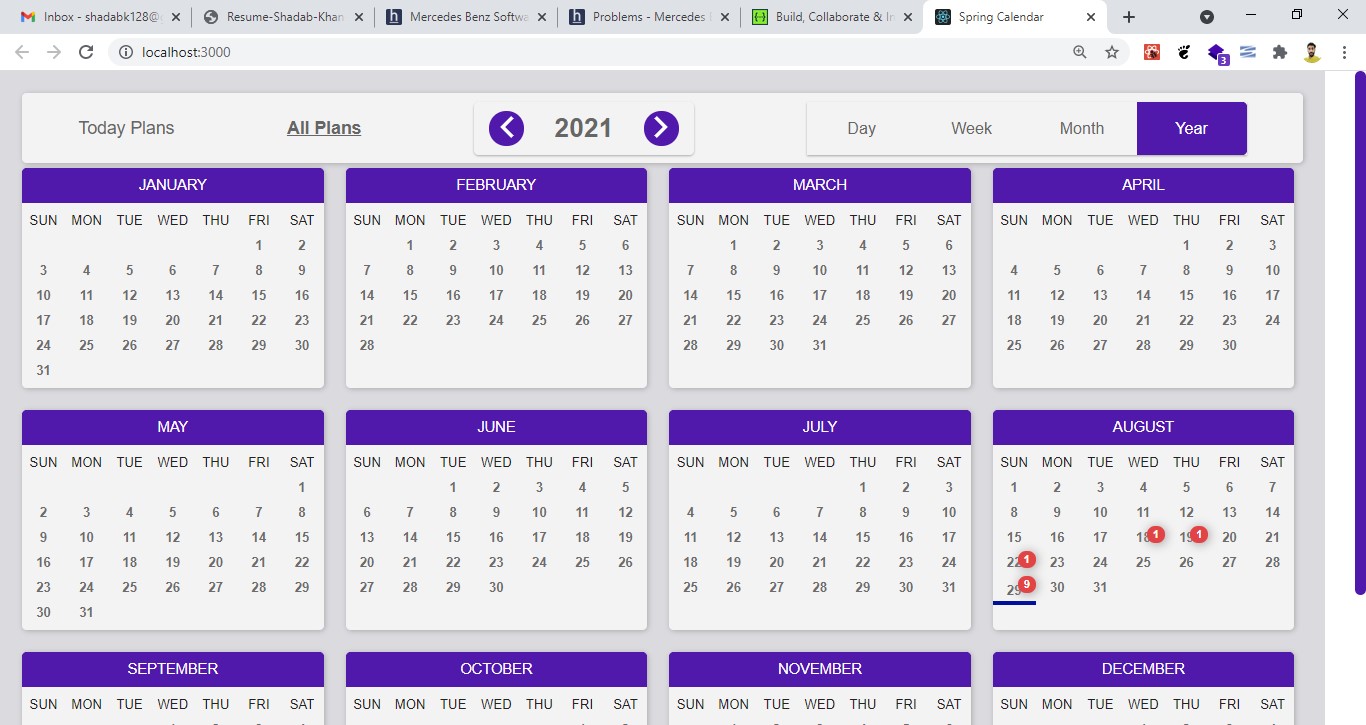 Inbox - shadabk128@g
Resume-Shadab-Khan
Mercedes Benz Softwa
Problems - Mercedes
Build, Collaborate & In
Spring Calendar
localhost:3000
3
Today Plans
All Plans
2021
Day Week Month Year
JANUARY FEBRUARY MARCH APRIL
SUN MON TUE WED THU FRI SAT SUN MON TUE WED THU FRI SAT SUN MON TUE WED THU FRI SAT SUN MON TUE WED THU FRI SAT
1 2 1 2 3 4 5 6 1 2 3 4 5 6 1 2 3
3 4 5 6 7 8 9 7 8 9 10 11 12 13 7 8 9 10 11 12 13 4 5 6 7 8 9 10
10 11 12 13 14 15 16 14 15 16 17 18 19 20 14 15 16 17 18 19 20 11 12 13 14 15 16 17
17 18 19 20 21 22 23 21 22 23 24 25 26 27 21 22 23 24 25 26 27 18 19 20 21 22 23 24
24 25 26 27 28 29 30 28 28 29 30 31 25 26 27 28 29 30
31
MAY JUNE JULY AUGUST
SUN MON TUE WED THU FRI SAT SUN MON TUE WED THU FRI SAT SUN MON TUE WED THU FRI SAT SUN MON TUE WED THU FRI SAT
1 1 2 3 4 5 1 2 3 1 2 3 4 5 6 7
2 3 4 5 6 7 8 6 7 8 9 10 11 12 4 5 6 7 8 9 10 8 9 10 11 12 13 14
9 10 11 12 13 14 15 13 14 15 16 17 18 19 11 12 13 14 15 16 17 15 16 17 18 1 19 1 20 21
16 17 18 19 20 21 22 20 21 22 23 24 25 26 18 19 20 21 22 23 24 22 1 23 24 25 26 27 28
23 24 25 26 27 28 29 27 28 29 30 25 26 27 28 29 30 31 29 9 30 31
30 31
SEPTEMBER OCTOBER NOVEMBER DECEMBER
SUN MON TUE WED THU FRI SAT SUN MON TUE WED THU FRI SAT SUN MON TUE WED THU FRI SAT SUN MON TUE WED THU FRI SAT